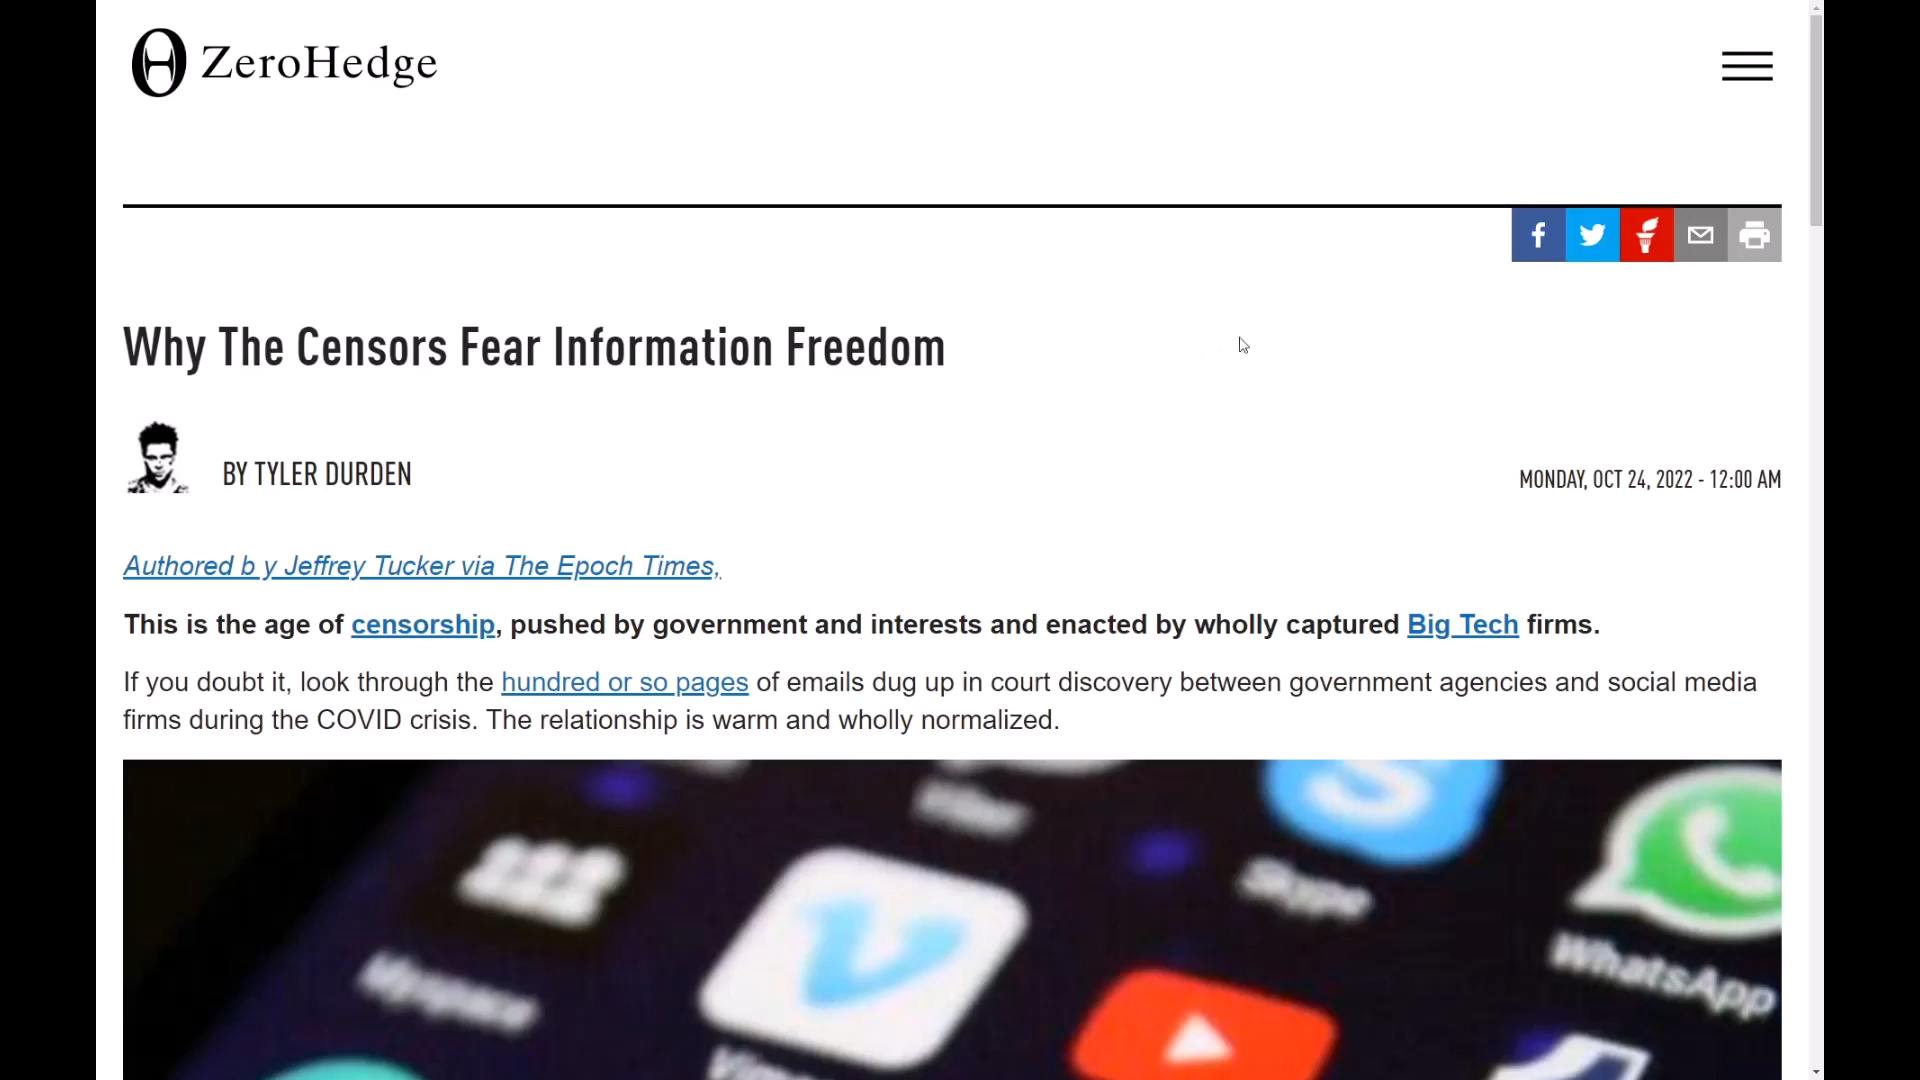 ZeroHedge
Why The Censors Fear Information Freedom
BY TYLER DURDEN
MONDAY, OCT 24, 2022 - 12:00 AM
Authored b y Jeffrey Tucker via The Epoch Times,
This is the age of censorship, pushed by government and interests and enacted by wholly captured Big Tech firms.
If you doubt it, look through the hundred or so pages of emails dug up in court discovery between government agencies and social media
firms during the COVID crisis. The relationship is warm and wholly normalized.
Viber
Skype
WhatsApp
Myspace